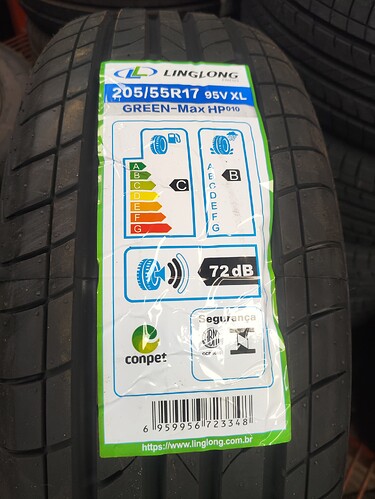 LINGLONG
205/55R17 95V XL
GREEN-Max HP010
A
B
C
D
E
F
G
C
A
B
C
D
E
F
G
B
72 dB
Segurança
conpet
6 959956 723348
https://www.linglong.com.br